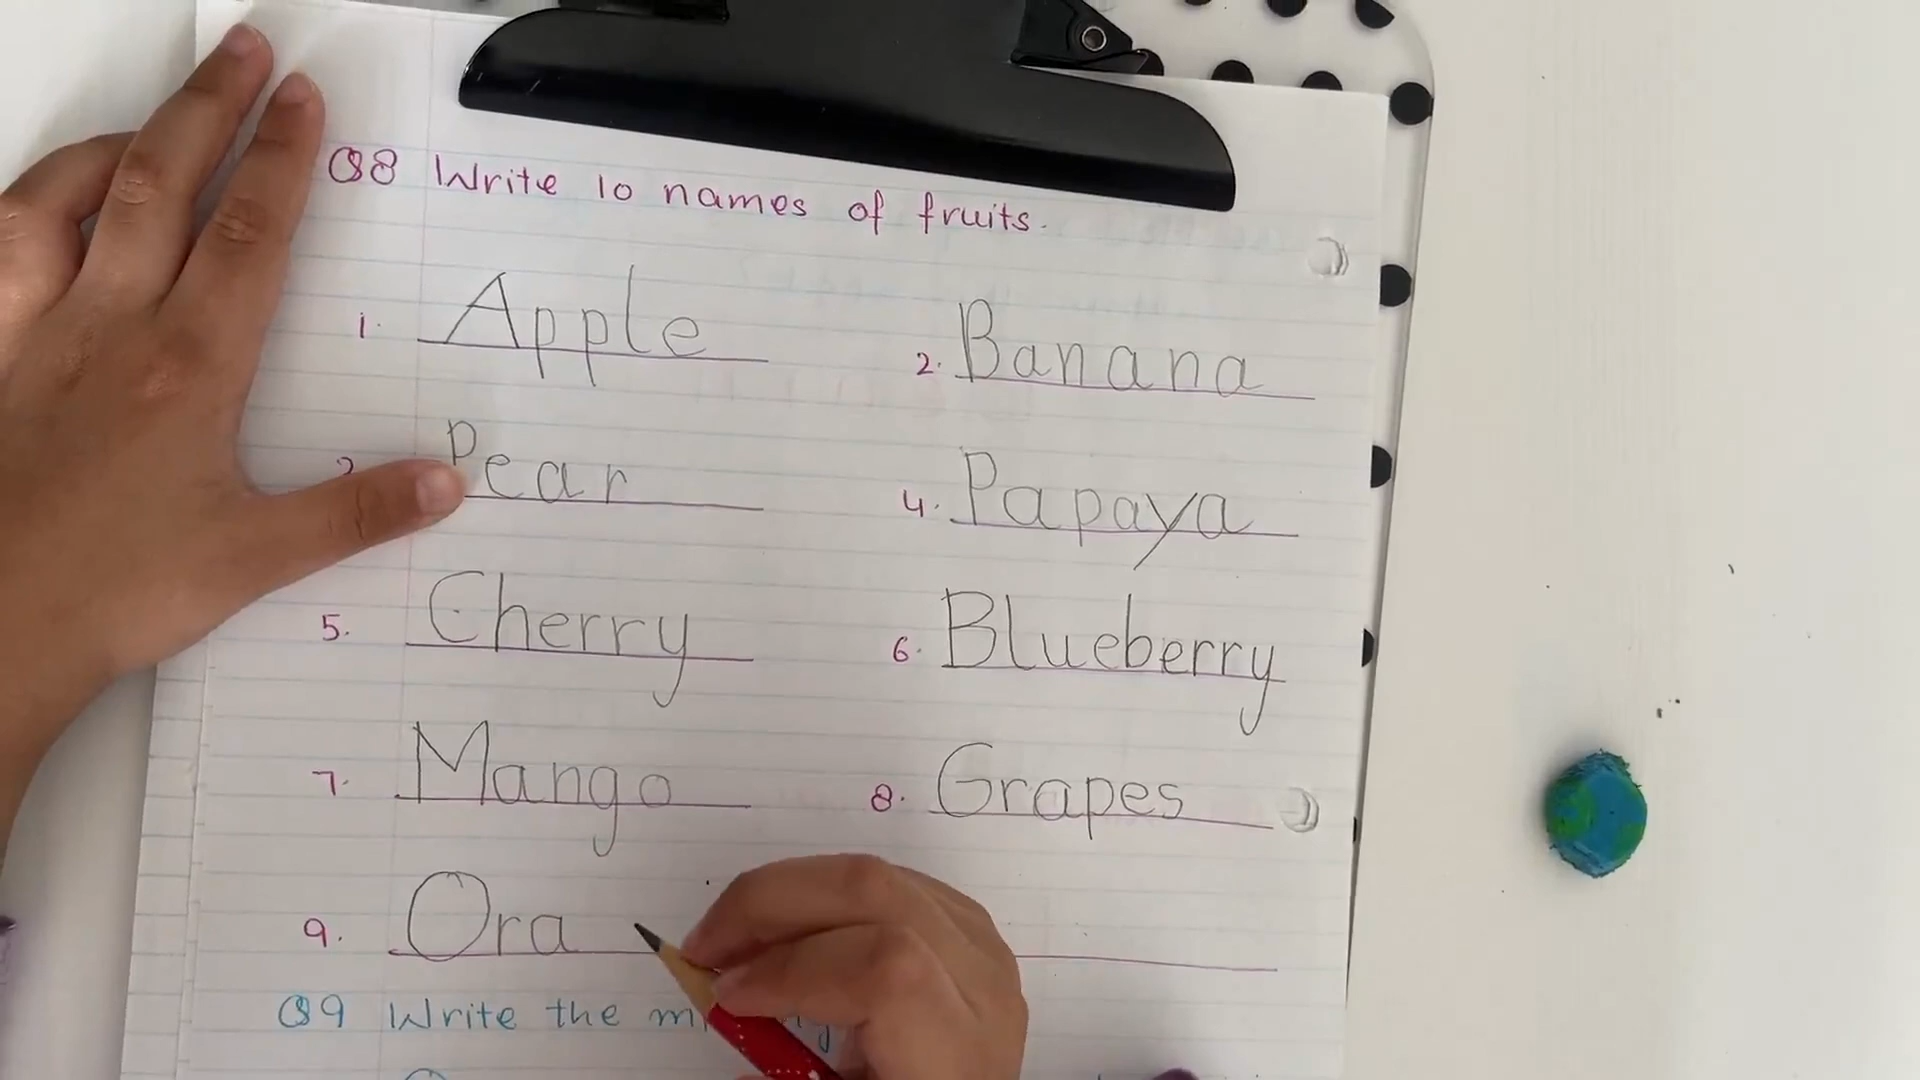 Q8 Write 10 names of fruits.
1. Apple 2. Banana
Pear 4. Papaya
5. Cherry 6. Blueberry
7. Mango 8. Grapes
9. Ora
Q9 Write the